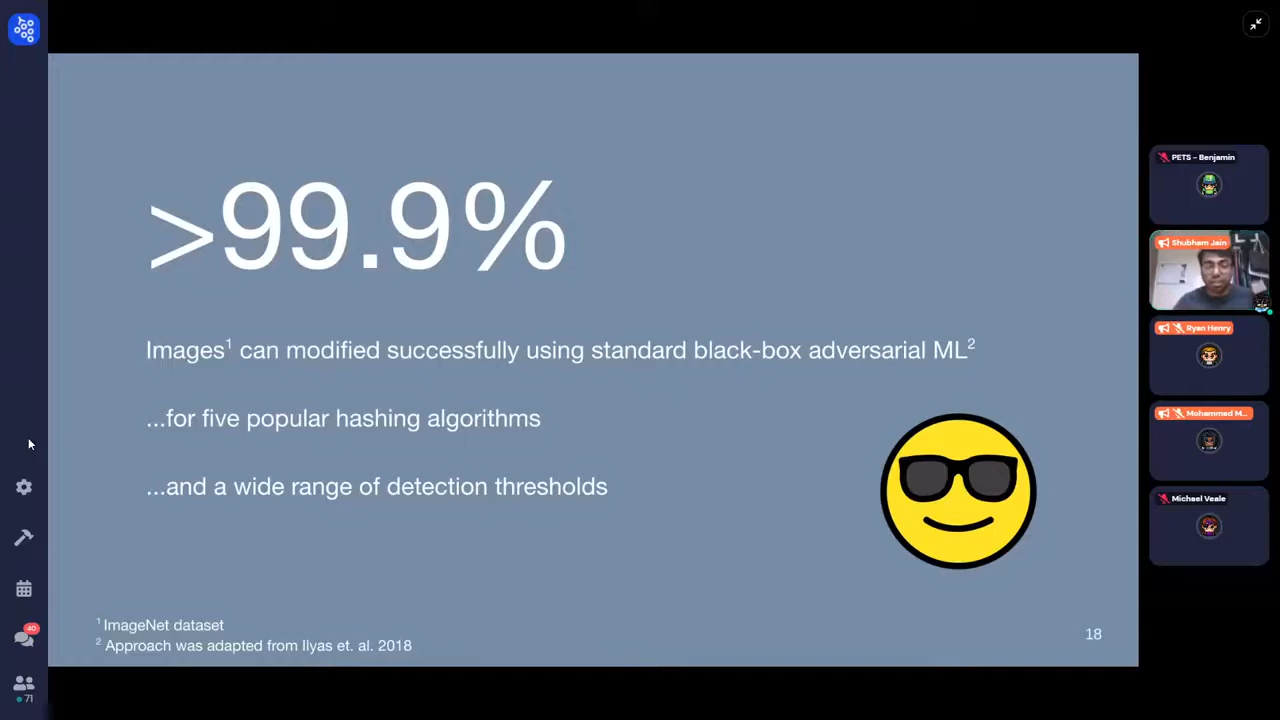 >99.9%
Images1 can modified successfully using standard black-box adversarial ML2
...for five popular hashing algorithms
...and a wide range of detection thresholds
1 ImageNet dataset
2 Approach was adapted from Ilyas et. al. 2018
18
PETS - Benjamin
Shubham Jain
Ryan Henry
Mohammad M...
Michael Veale
40
71